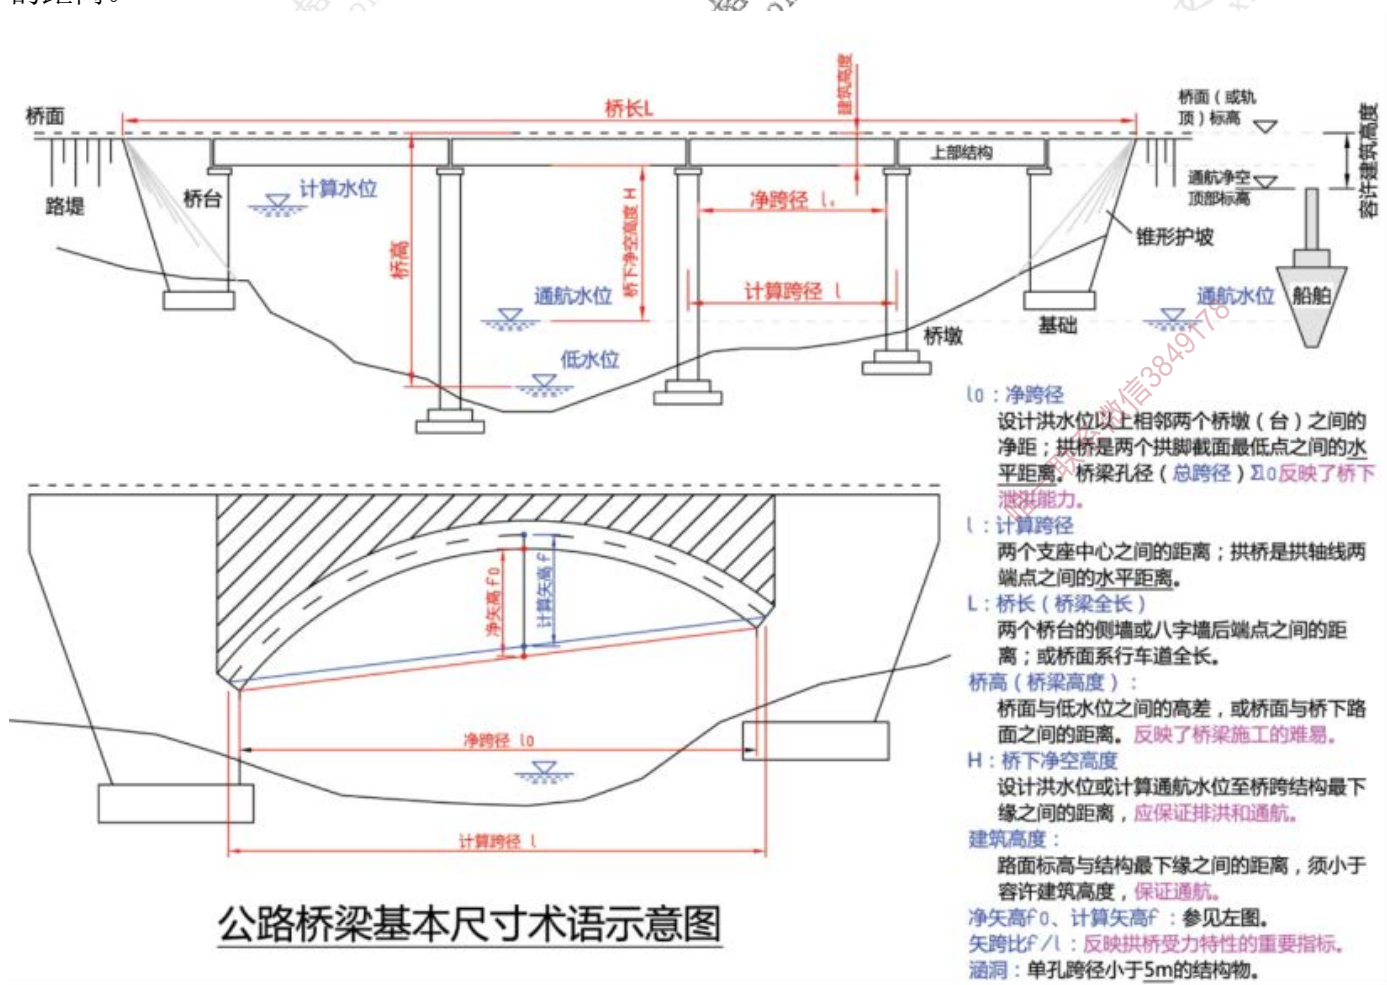 桥面
桥长L
建筑高度
桥面（或轨
顶）标高
容许建筑高度
上部结构
通航净空
顶部标高
路堤
桥台
计算水位
桥高
桥下净空高度 H
净跨径 l₀
锥形护坡
通航水位
计算跨径 l
通航水位
船舶
低水位
桥墩
基础
l0：净跨径
设计洪水位以上相邻两个桥墩（台）之间的
净距；拱桥是两个拱脚截面最低点之间的水
平距离。桥梁孔径（总跨径）Σl0反映了桥下
泄洪能力。
l：计算跨径
两个支座中心之间的距离；拱桥是拱轴线两
端点之间的水平距离。
L：桥长（桥梁全长）
两个桥台的侧墙或八字墙后端点之间的距
离；或桥面系行车道全长。
桥高（桥梁高度）：
桥面与低水位之间的高差，或桥面与桥下路
面之间的距离。反映了桥梁施工的难易。
H：桥下净空高度
设计洪水位或计算通航水位至桥跨结构最下
缘之间的距离，应保证排洪和通航。
建筑高度：
路面标高与结构最下缘之间的距离，须小于
容许建筑高度，保证通航。
净矢高f0、计算矢高f：参见左图。
矢跨比f/l：反映拱桥受力特性的重要指标。
涵洞：单孔跨径小于5m的结构物。
净矢高 f0
计算矢高 f
净跨径 l0
计算跨径 l
公路桥梁基本尺寸术语示意图
联系微信3849178